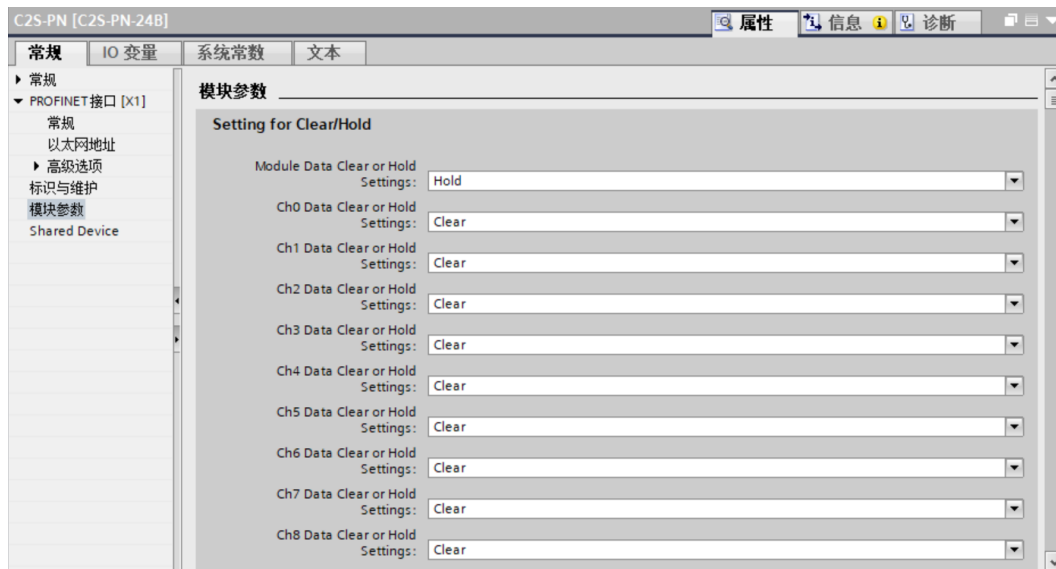 C2S-PN [C2S-PN-24B]
属性 信息 诊断
常规 IO 变量 系统常数 文本
常规
PROFINET接口 [X1]
常规
以太网地址
高级选项
标识与维护
模块参数
Shared Device
模块参数
Setting for Clear/Hold
Module Data Clear or Hold
Settings: Hold
Ch0 Data Clear or Hold
Settings: Clear
Ch1 Data Clear or Hold
Settings: Clear
Ch2 Data Clear or Hold
Settings: Clear
Ch3 Data Clear or Hold
Settings: Clear
Ch4 Data Clear or Hold
Settings: Clear
Ch5 Data Clear or Hold
Settings: Clear
Ch6 Data Clear or Hold
Settings: Clear
Ch7 Data Clear or Hold
Settings: Clear
Ch8 Data Clear or Hold
Settings: Clear